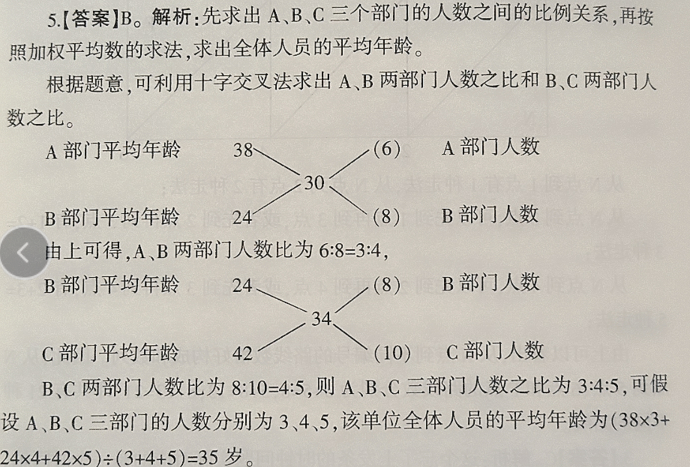 5.【答案】B。解析:先求出 A、B、C 三个部门的人数之间的比例关系,再按
照加权平均数的求法,求出全体人员的平均年龄。
根据题意,可利用十字交叉法求出 A、B 两部门人数之比和 B、C 两部门人
数之比。
A 部门平均年龄 38 (6) A 部门人数
30
B 部门平均年龄 24 (8) B 部门人数
由上可得,A、B 两部门人数比为 6:8=3:4,
B 部门平均年龄 24 (8) B 部门人数
34
C 部门平均年龄 42 (10) C 部门人数
B、C 两部门人数比为 8:10=4:5,则 A、B、C 三部门人数之比为 3:4:5,可假
设 A、B、C 三部门的人数分别为 3、4、5,该单位全体人员的平均年龄为(38×3+
24×4+42×5)÷(3+4+5)=35 岁。